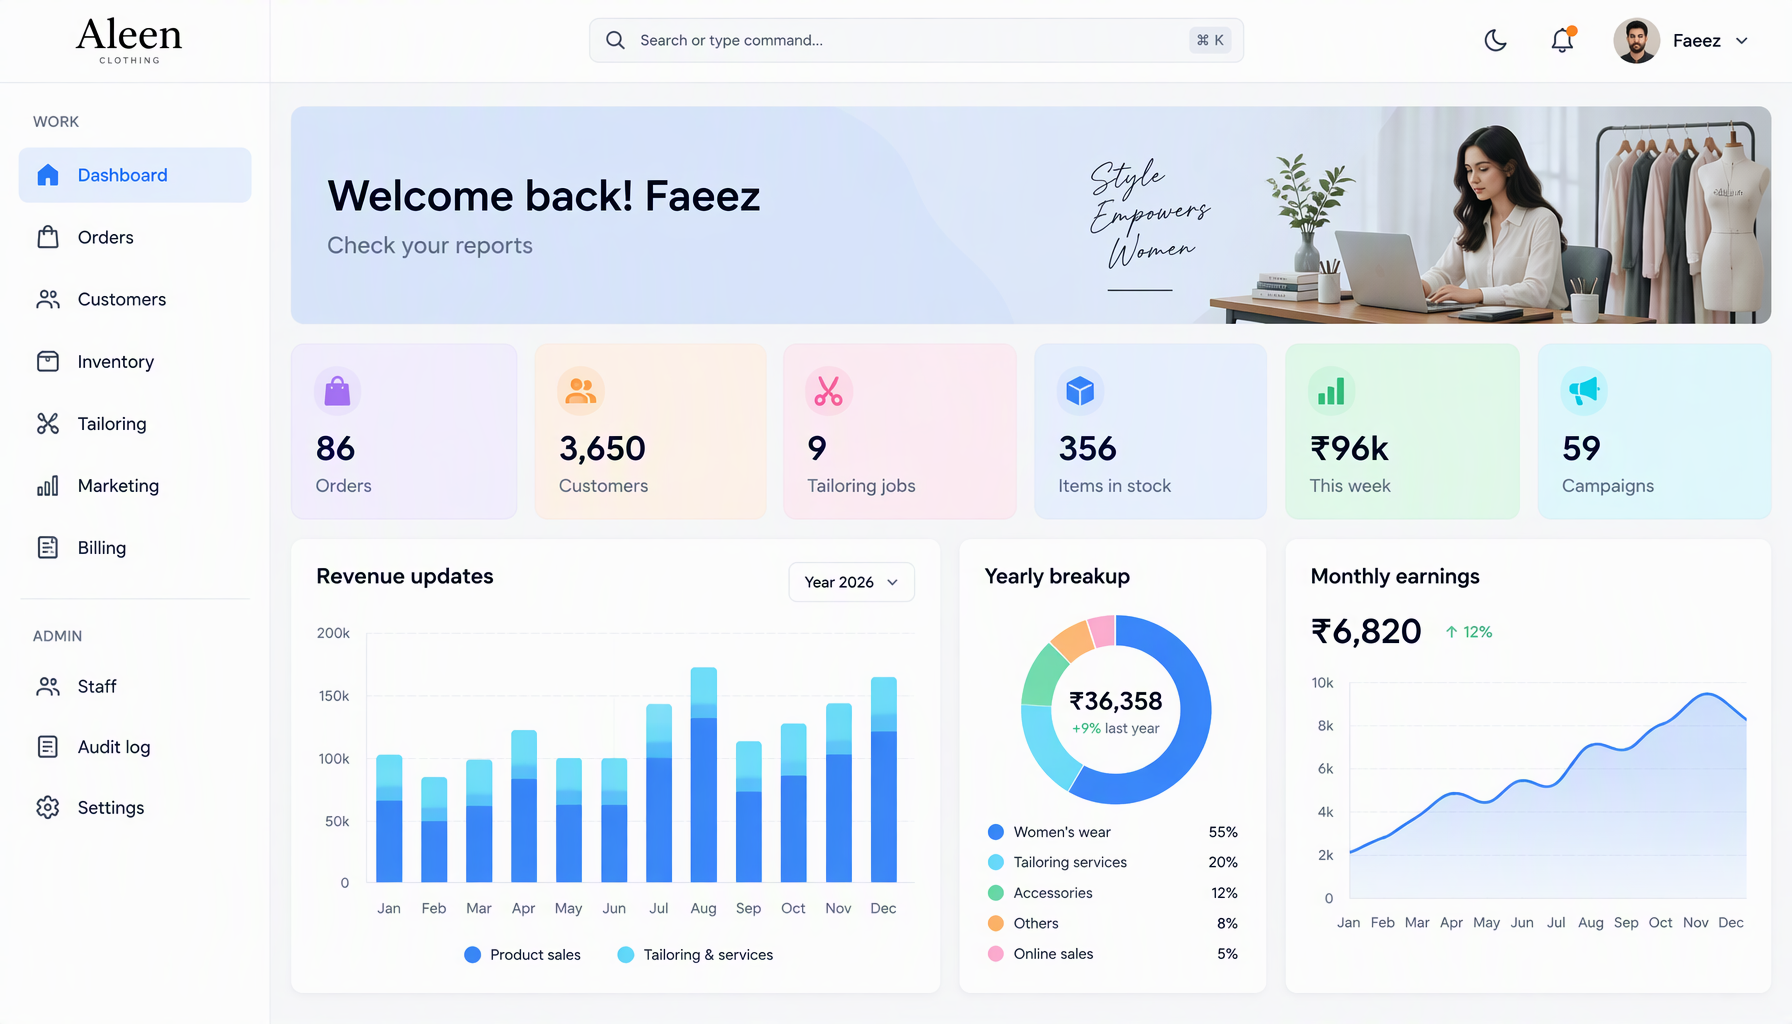 Aleen
CLOTHING
Search or type command...
⌘ K
Faeez
WORK
Dashboard
Orders
Customers
Inventory
Tailoring
Marketing
Billing
ADMIN
Staff
Audit log
Settings
Welcome back! Faeez
Check your reports
Style
Empowers
Women
86
Orders
3,650
Customers
9
Tailoring jobs
356
Items in stock
₹96k
This week
59
Campaigns
Revenue updates
Year 2026
200k
150k
100k
50k
0
Jan Feb Mar Apr May Jun Jul Aug Sep Oct Nov Dec
Product sales
Tailoring & services
Yearly breakup
₹36,358
+9% last year
Women's wear 55%
Tailoring services 20%
Accessories 12%
Others 8%
Online sales 5%
Monthly earnings
₹6,820
↑ 12%
10k
8k
6k
4k
2k
0
Jan Feb Mar Apr May Jun Jul Aug Sep Oct Nov Dec